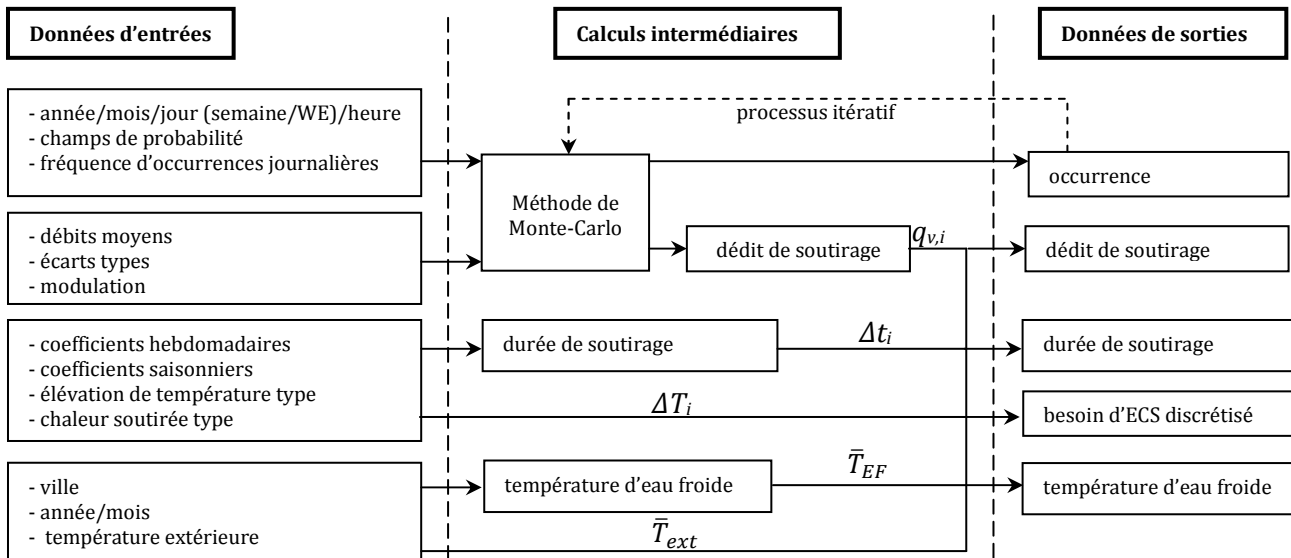 Données d'entrées
Calculs intermédiaires
Données de sorties
- année/mois/jour (semaine/WE)/heure
- champs de probabilité
- fréquence d'occurrences journalières
processus itératif
Méthode de
Monte-Carlo
occurrence
- débits moyens
- écarts types
- modulation
dédit de soutirage
q_{v,i}
dédit de soutirage
- coefficients hebdomadaires
- coefficients saisonniers
- élévation de température type
- chaleur soutirée type
durée de soutirage
Δt_i
durée de soutirage
ΔT_i
besoin d'ECS discrétisé
- ville
- année/mois
- température extérieure
température d'eau froide
T̄_{EF}
température d'eau froide
T̄_{ext}